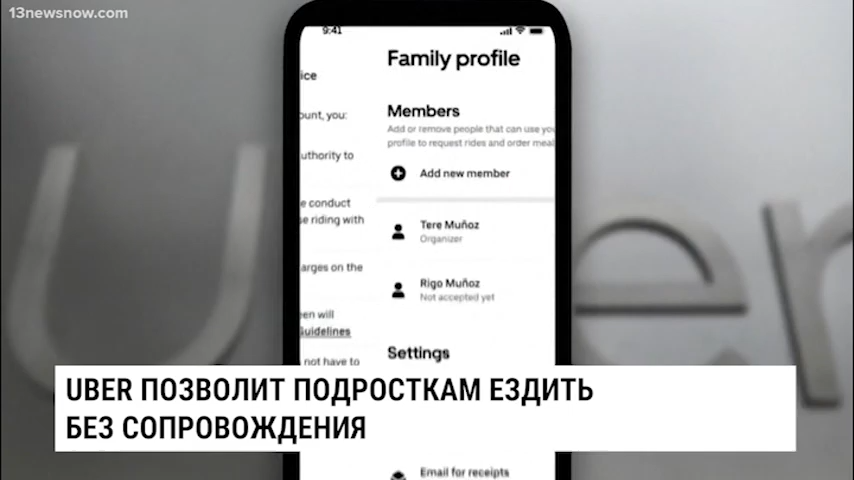 13newsnow.com
9:41
Family profile
ice
Members
ount, you:
Add or remove people that can use you
profile to request rides and order meal
uthority to
Add new member
e conduct
e riding with
Tere Muñoz
Organizer
arges on the
Rigo Muñoz
Not accepted yet
en will
Guidelines
not have to
Settings
UBER ПОЗВОЛИТ ПОДРОСТКАМ ЕЗДИТЬ
БЕЗ СОПРОВОЖДЕНИЯ
Email for receipts
Uber